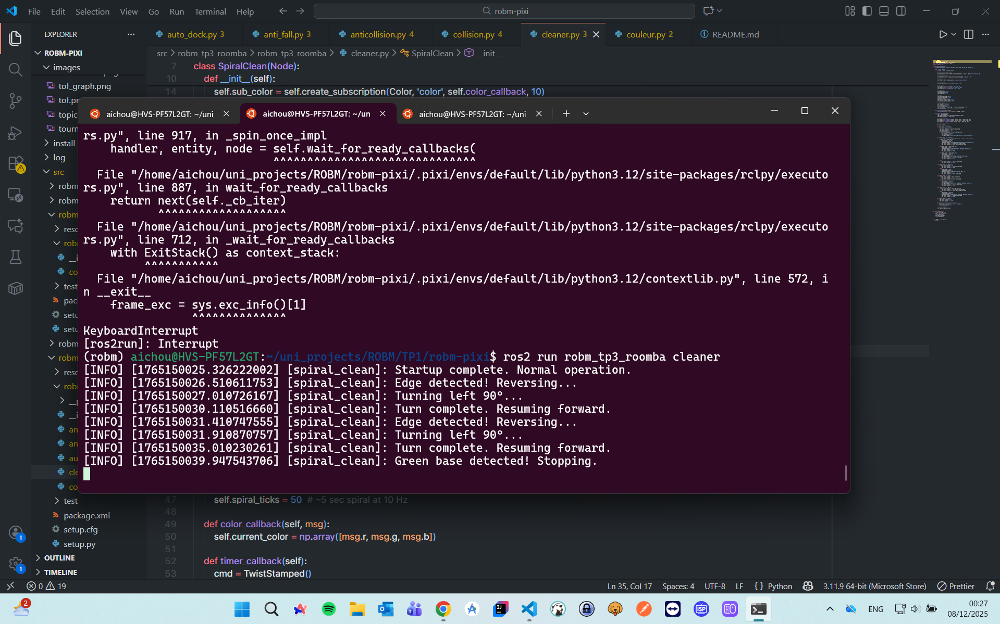 File Edit Selection View Go Run Terminal Help
robm-pixi
EXPLORER
auto_dock.py 3
anti_fall.py 3
anticollision.py 4
collision.py 4
cleaner.py 3
couleur.py 2
README.md
ROBM-PIXI
src > robm_tp3_roomba > robm_tp3_roomba > cleaner.py > SpiralClean > __init__
images
7 class SpiralClean(Node):
10 def __init__(self):
tof_graph.png
14 self.sub_color = self.create_subscription(Color, 'color', self.color_callback, 10)
aichou@HVS-PF57L2GT: ~/uni
aichou@HVS-PF57L2GT: ~/un
aichou@HVS-PF57L2GT: ~/uni
topic
tourn
install
log
src
robm
robm
robm
reso
rob
__i
co
test
pac
setu
setu
robm
robm
reso
rob
__i
an
an
au
cle
co
test
package.xml
setup.cfg
setup.py
OUTLINE
TIMELINE
rs.py", line 917, in _spin_once_impl
handler, entity, node = self.wait_for_ready_callbacks(
^^^^^^^^^^^^^^^^^^^^^^^^^^^^^^
File "/home/aichou/uni_projects/ROBM/robm-pixi/.pixi/envs/default/lib/python3.12/site-packages/rclpy/executo
rs.py", line 887, in wait_for_ready_callbacks
return next(self._cb_iter)
^^^^^^^^^^^^^^^^^^^
File "/home/aichou/uni_projects/ROBM/robm-pixi/.pixi/envs/default/lib/python3.12/site-packages/rclpy/executo
rs.py", line 712, in _wait_for_ready_callbacks
with ExitStack() as context_stack:
^^^^^^^^^^^
File "/home/aichou/uni_projects/ROBM/robm-pixi/.pixi/envs/default/lib/python3.12/contextlib.py", line 572, i
n __exit__
frame_exc = sys.exc_info()[1]
^^^^^^^^^^^^^^
KeyboardInterrupt
[ros2run]: Interrupt
(robm) aichou@HVS-PF57L2GT:~/uni_projects/ROBM/TP1/robm-pixi$ ros2 run robm_tp3_roomba cleaner
[INFO] [1765150025.326222002] [spiral_clean]: Startup complete. Normal operation.
[INFO] [1765150026.510611753] [spiral_clean]: Edge detected! Reversing...
[INFO] [1765150027.010726167] [spiral_clean]: Turning left 90°...
[INFO] [1765150030.110516660] [spiral_clean]: Turn complete. Resuming forward.
[INFO] [1765150031.410747555] [spiral_clean]: Edge detected! Reversing...
[INFO] [1765150031.910870757] [spiral_clean]: Turning left 90°...
[INFO] [1765150035.010230261] [spiral_clean]: Turn complete. Resuming forward.
[INFO] [1765150039.947543706] [spiral_clean]: Green base detected! Stopping.
47 self.spiral_ticks = 50 # ~5 sec spiral at 10 Hz
48
49 def color_callback(self, msg):
50 self.current_color = np.array([msg.r, msg.g, msg.b])
51
52 def timer_callback(self):
53 cmd = TwistStamped()
1
1
0 19
Ln 35, Col 17 Spaces: 4 UTF-8 LF { } Python 3.11.9 64-bit (Microsoft Store) Prettier
2
IJ
ISP
ENG
00:27
08/12/2025